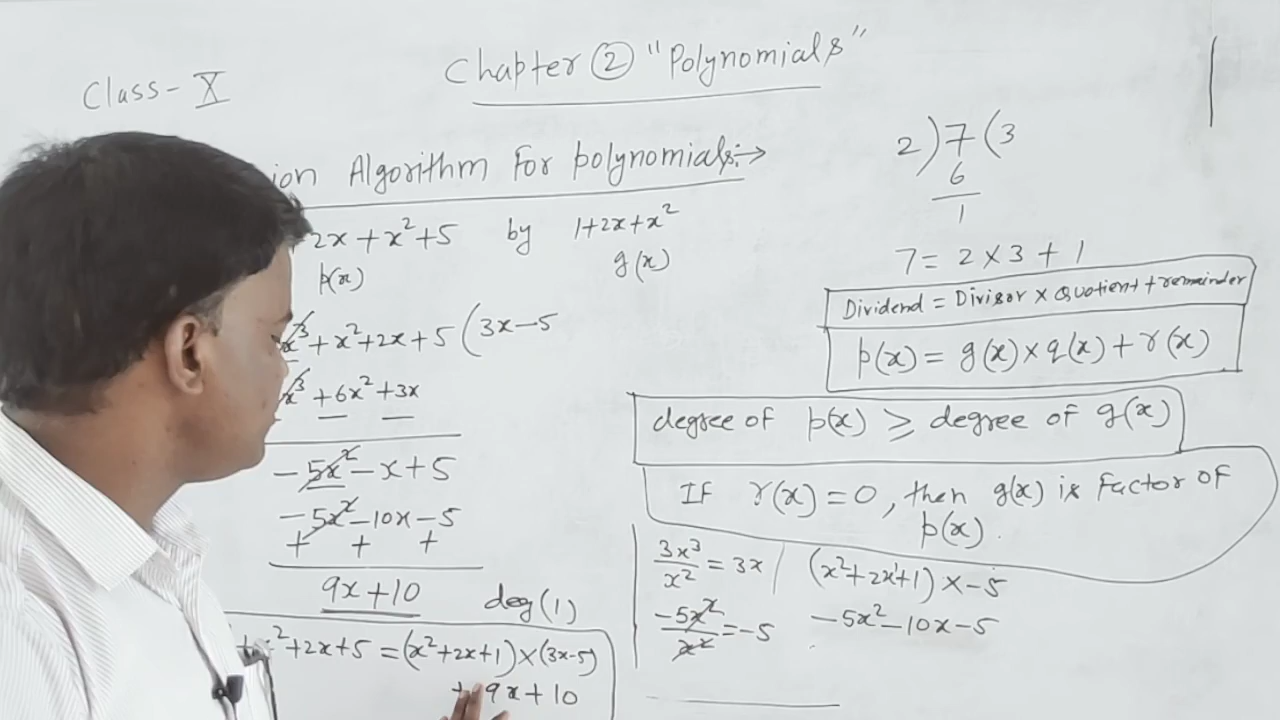 Class - X
Chapter ② "Polynomials"
ion Algorithm For polynomials:→
2x + x² + 5 by 1+2x+x²
p(x) g(x)
x³ + x² + 2x + 5 ( 3x - 5
x³ + 6x² + 3x
- 5x² - x + 5
- 5x² - 10x - 5
+ + +
9x + 10 deg(1)
+ x² + 2x + 5 = (x² + 2x + 1) × (3x - 5)
+ 9x + 10
2 ) 7 ( 3
6
1
7 = 2 × 3 + 1
Dividend = Divisor × Quotient + remainder
p(x) = g(x) × q(x) + r(x)
degree of p(x) ≥ degree of g(x)
If r(x) = 0, then g(x) is factor of
p(x).
3x³/x² = 3x (x² + 2x + 1) × -5
-5x²/x² = -5 -5x² - 10x - 5